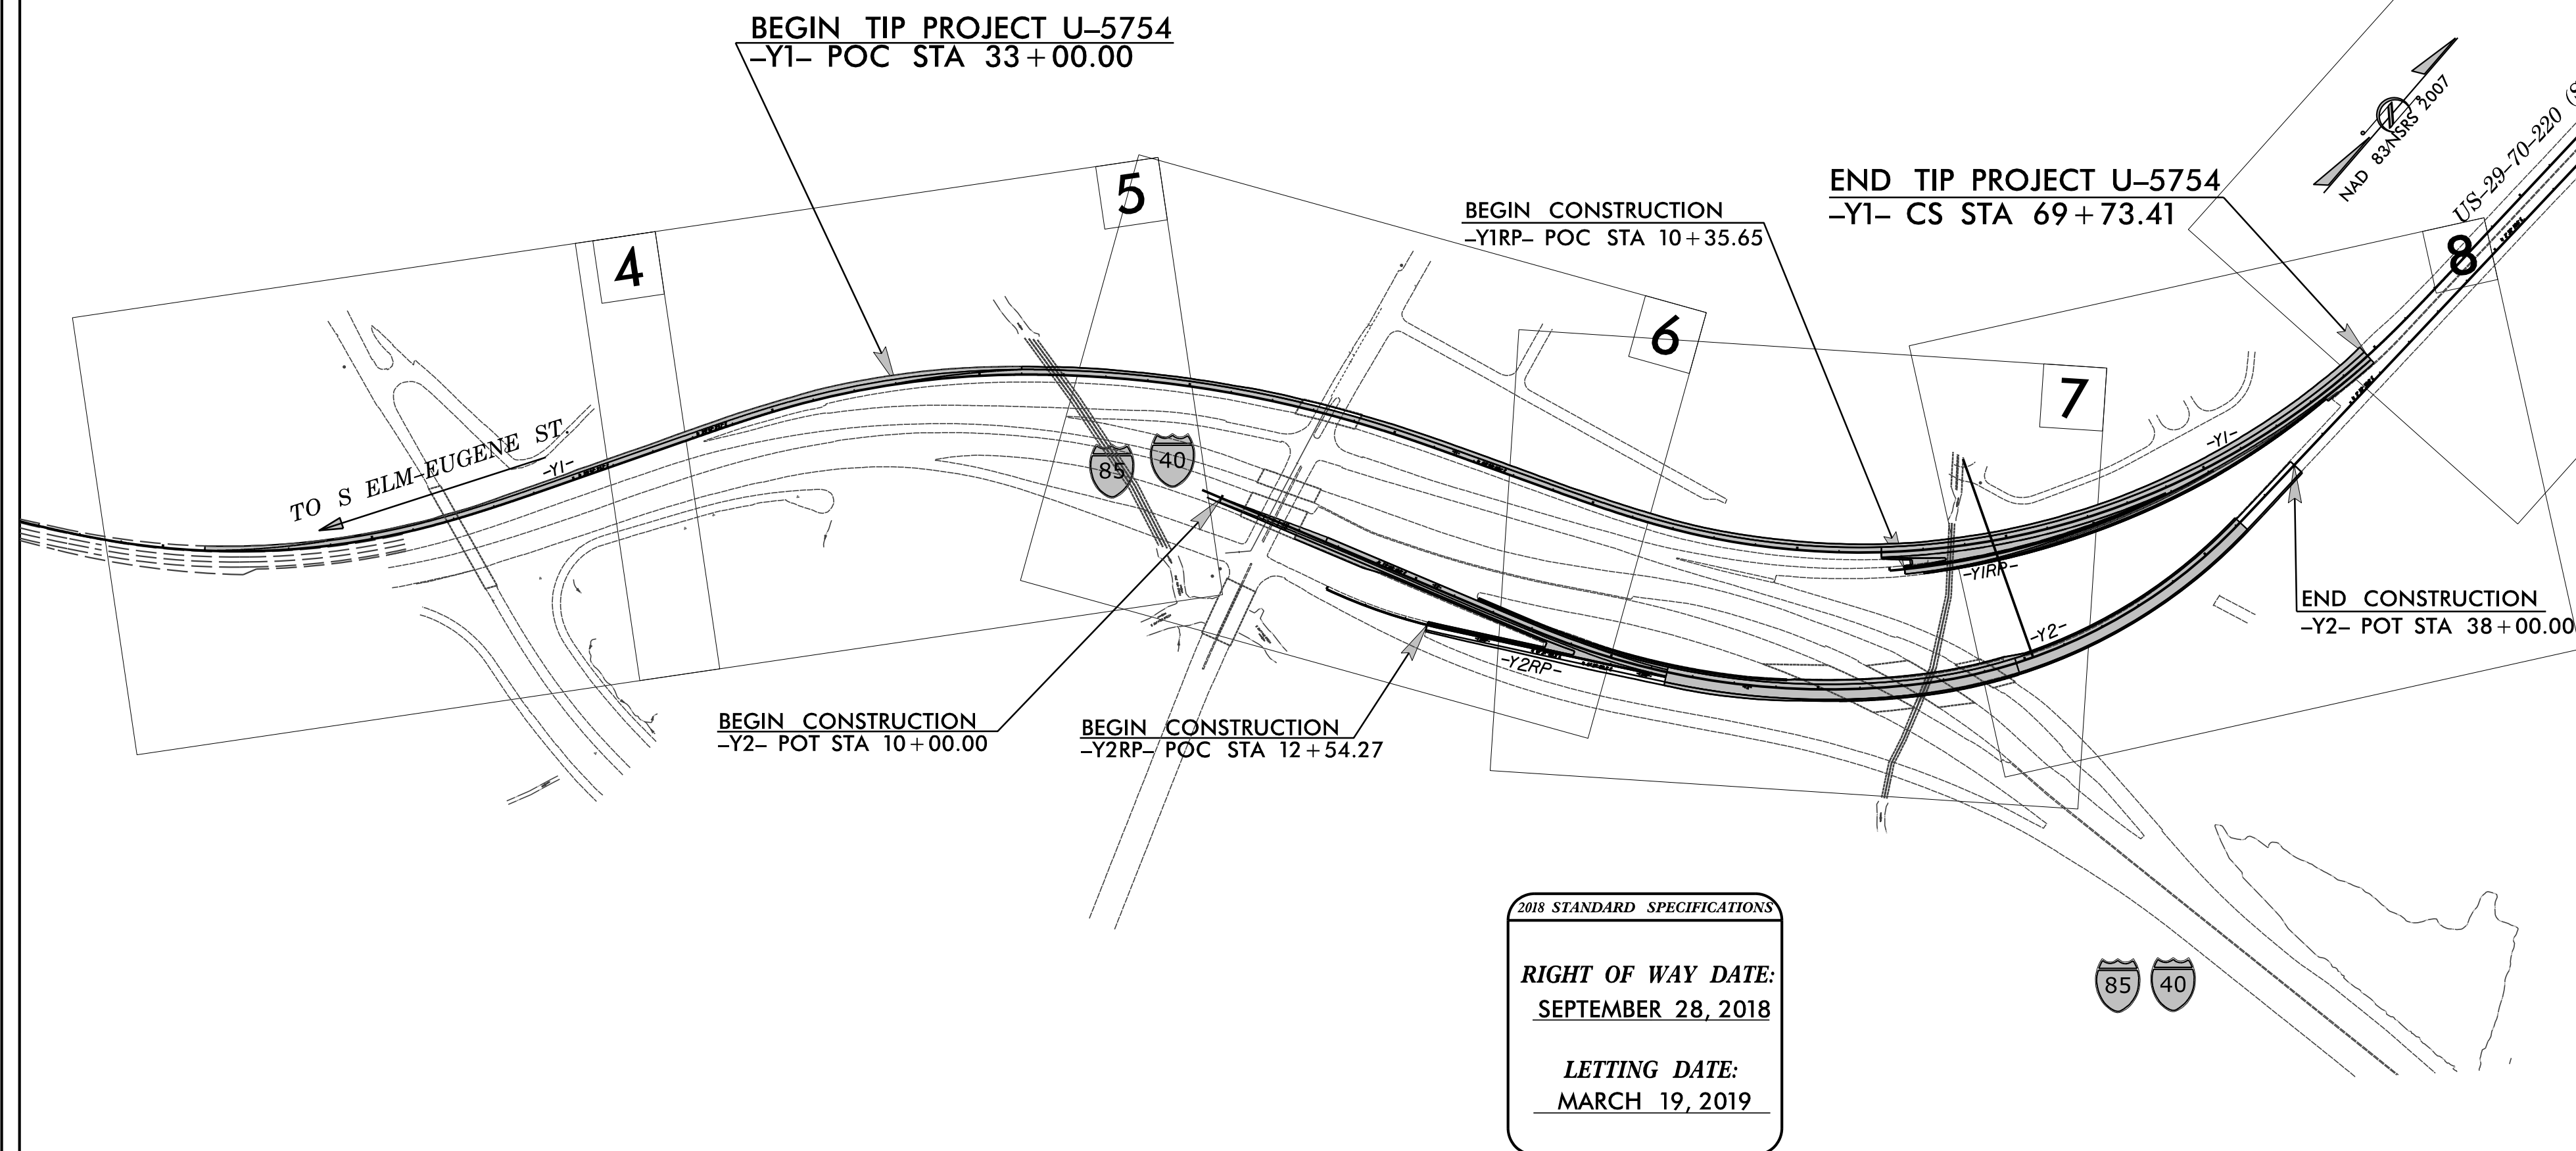 BEGIN TIP PROJECT U–5754
–Y1– POC STA 33+00.00
5
4
BEGIN CONSTRUCTION
–Y1RP– POC STA 10+35.65
END TIP PROJECT U–5754
–Y1– CS STA 69+73.41
NAD 83/NSRS 2007
US–29–70–220
8
6
7
TO S ELM–EUGENE ST.
–Y1–
85
40
–Y1–
–Y1RP–
–Y2–
–Y2RP–
END CONSTRUCTION
–Y2– POT STA 38+00.00
BEGIN CONSTRUCTION
–Y2– POT STA 10+00.00
BEGIN CONSTRUCTION
–Y2RP– POC STA 12+54.27
2018 STANDARD SPECIFICATIONS
RIGHT OF WAY DATE:
SEPTEMBER 28, 2018
LETTING DATE:
MARCH 19, 2019
85
40